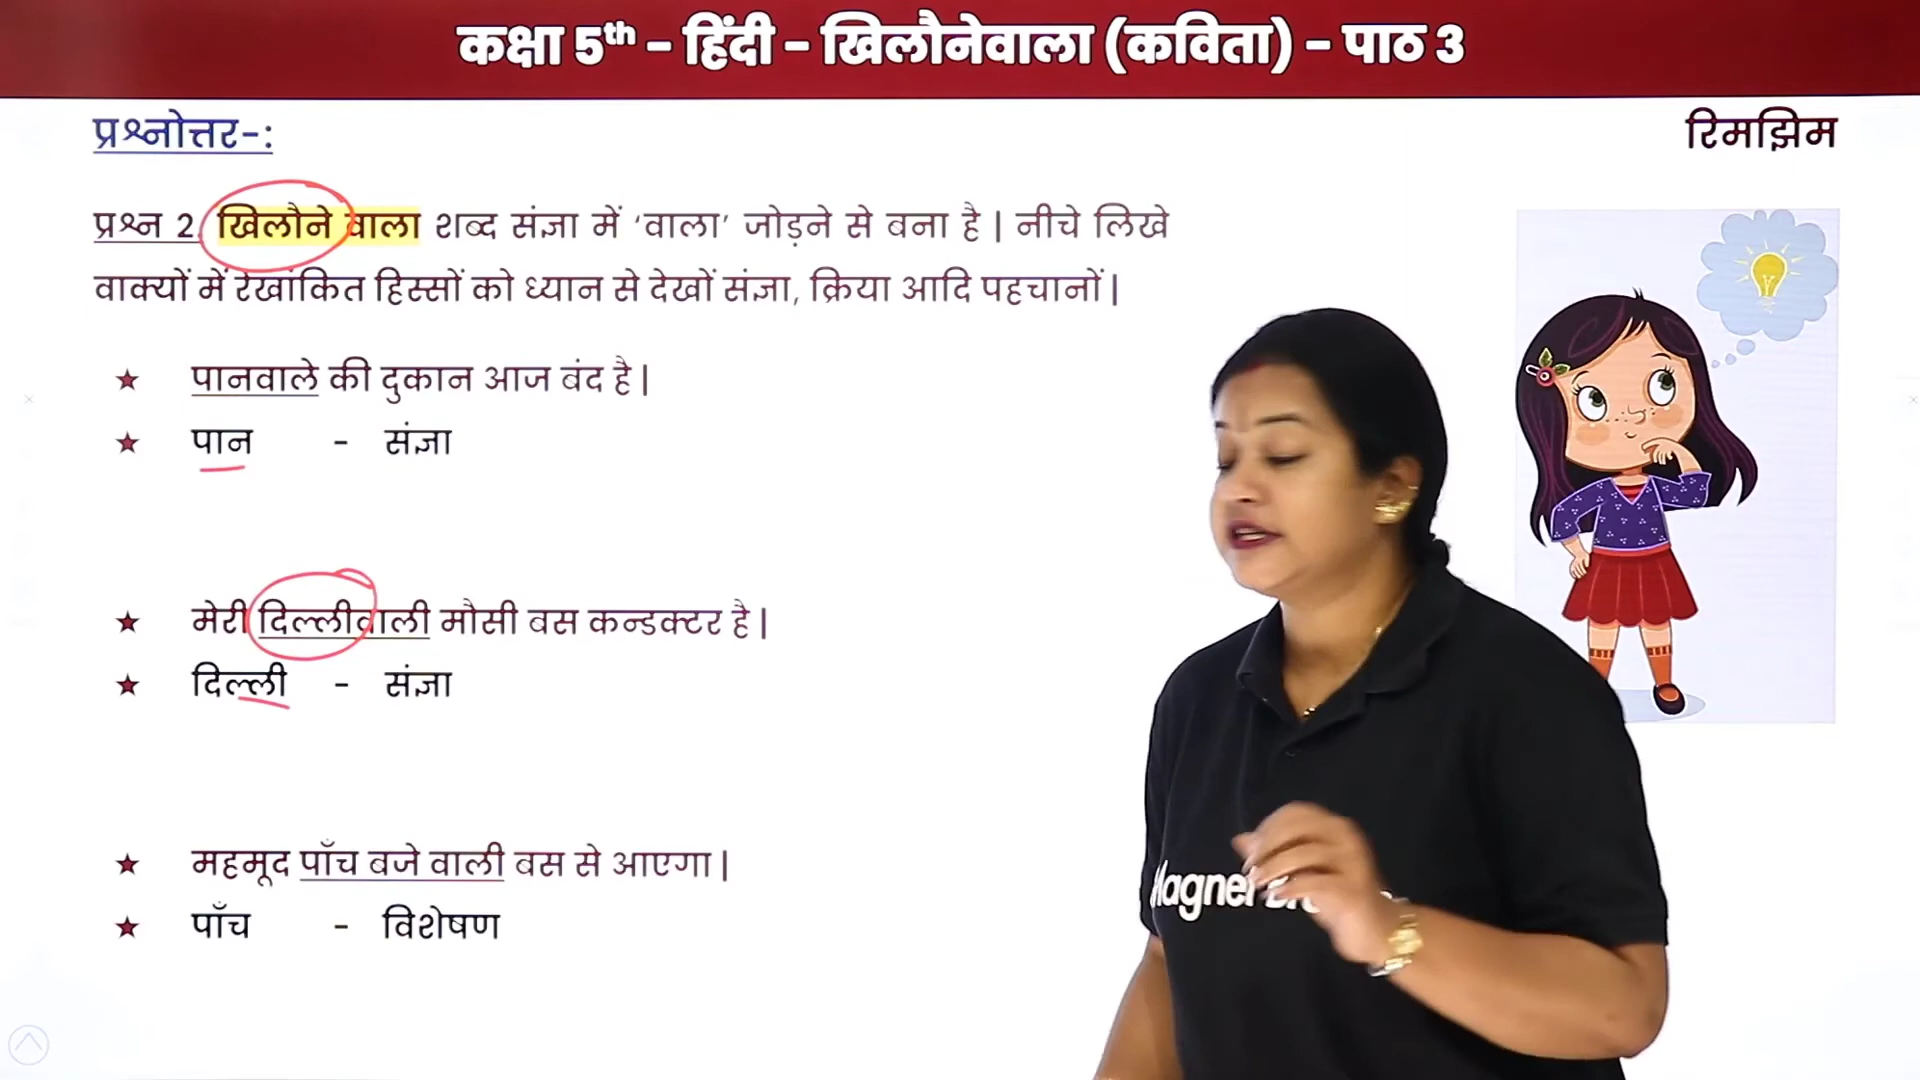 कक्षा 5th - हिंदी - खिलौनेवाला (कविता) - पाठ 3
प्रश्नोत्तर-:
रिमझिम
प्रश्न 2. खिलौने वाला शब्द संज्ञा में ‘वाला’ जोड़ने से बना है | नीचे लिखे
वाक्यों में रेखांकित हिस्सों को ध्यान से देखों संज्ञा, क्रिया आदि पहचानों |
★ पानवाले की दुकान आज बंद है |
★ पान - संज्ञा
★ मेरी दिल्लीवाली मौसी बस कन्डक्टर है |
★ दिल्ली - संज्ञा
★ महमूद पाँच बजे वाली बस से आएगा |
★ पाँच - विशेषण